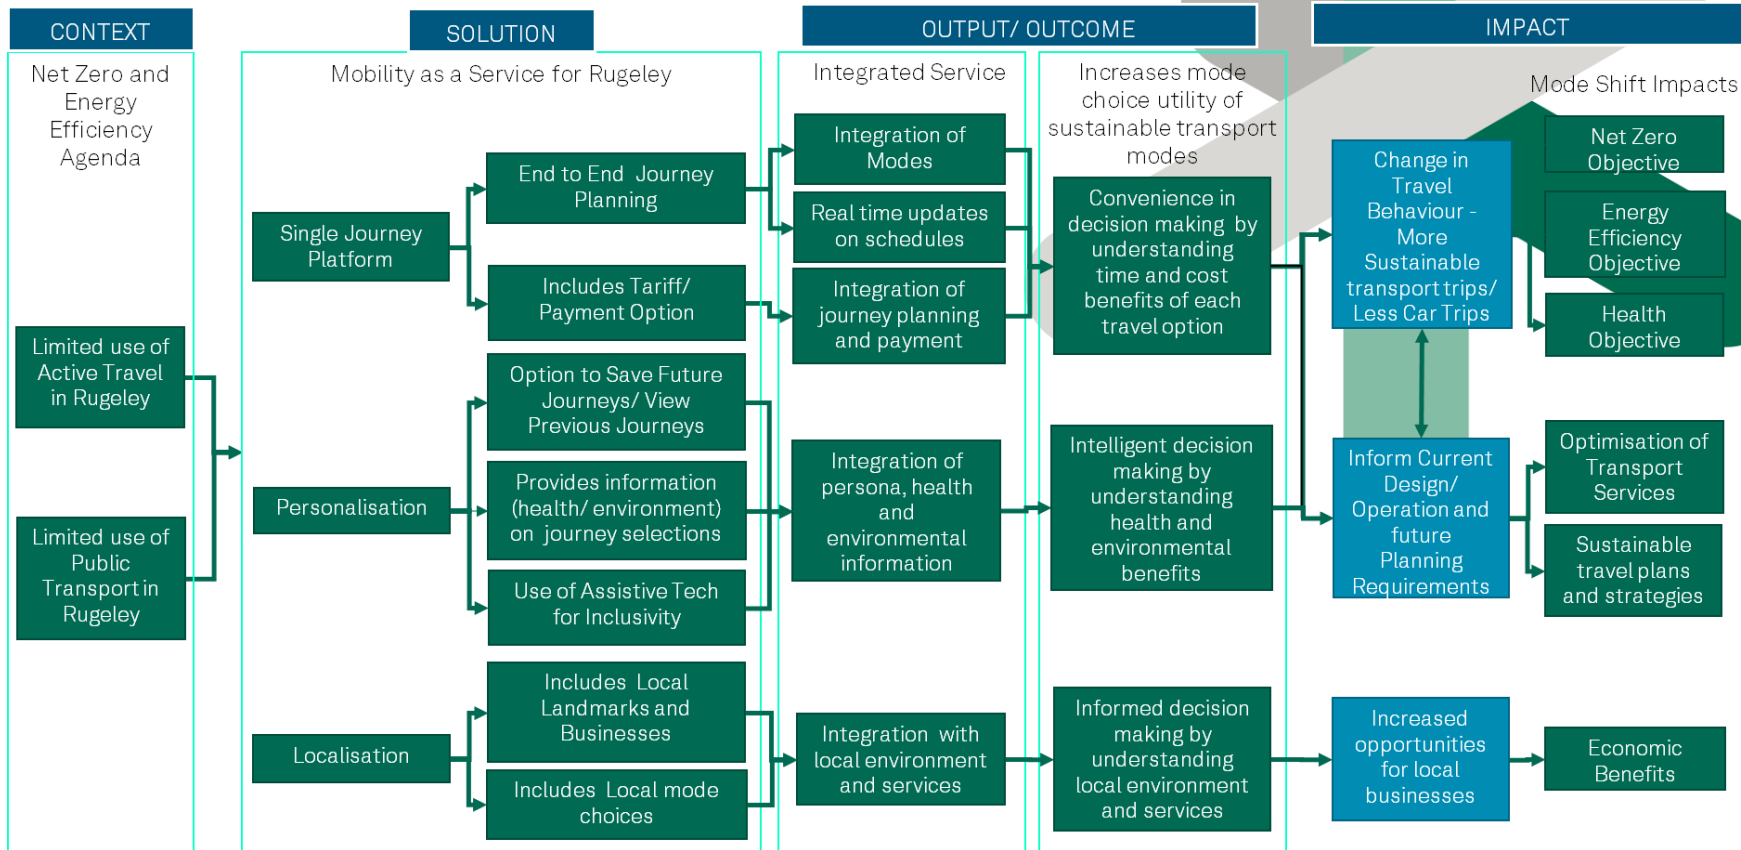 CONTEXT
SOLUTION
OUTPUT/ OUTCOME
IMPACT
Net Zero and
Energy
Efficiency
Agenda
Limited use of
Active Travel
in Rugeley
Limited use of
Public
Transport in
Rugeley
Mobility as a Service for Rugeley
Single Journey
Platform
End to End Journey
Planning
Includes Tariff/
Payment Option
Personalisation
Option to Save Future
Journeys/ View
Previous Journeys
Provides information
(health/ environment)
on journey selections
Use of Assistive Tech
for Inclusivity
Localisation
Includes Local
Landmarks and
Businesses
Includes Local mode
choices
Integrated Service
Integration of
Modes
Real time updates
on schedules
Integration of
journey planning
and payment
Integration of
persona, health
and
environmental
information
Integration with
local environment
and services
Increases mode
choice utility of
sustainable transport
modes
Convenience in
decision making by
understanding
time and cost
benefits of each
travel option
Intelligent decision
making by
understanding
health and
environmental
benefits
Informed decision
making by
understanding
local environment
and services
Change in
Travel
Behaviour -
More
Sustainable
transport trips/
Less Car Trips
Inform Current
Design/
Operation and
future
Planning
Requirements
Increased
opportunities
for local
businesses
Mode Shift Impacts
Net Zero
Objective
Energy
Efficiency
Objective
Health
Objective
Optimisation of
Transport
Services
Sustainable
travel plans
and strategies
Economic
Benefits